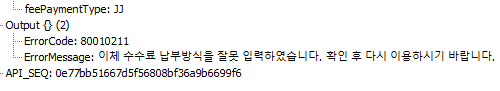 feePaymentType: JJ
Output {} (2)
ErrorCode: 80010211
ErrorMessage: 이체 수수료 납부방식을 잘못 입력하였습니다. 확인 후 다시 이용하시기 바랍니다.
API_SEQ: 0e77bb51667d5f56808bf36a9b6699f6